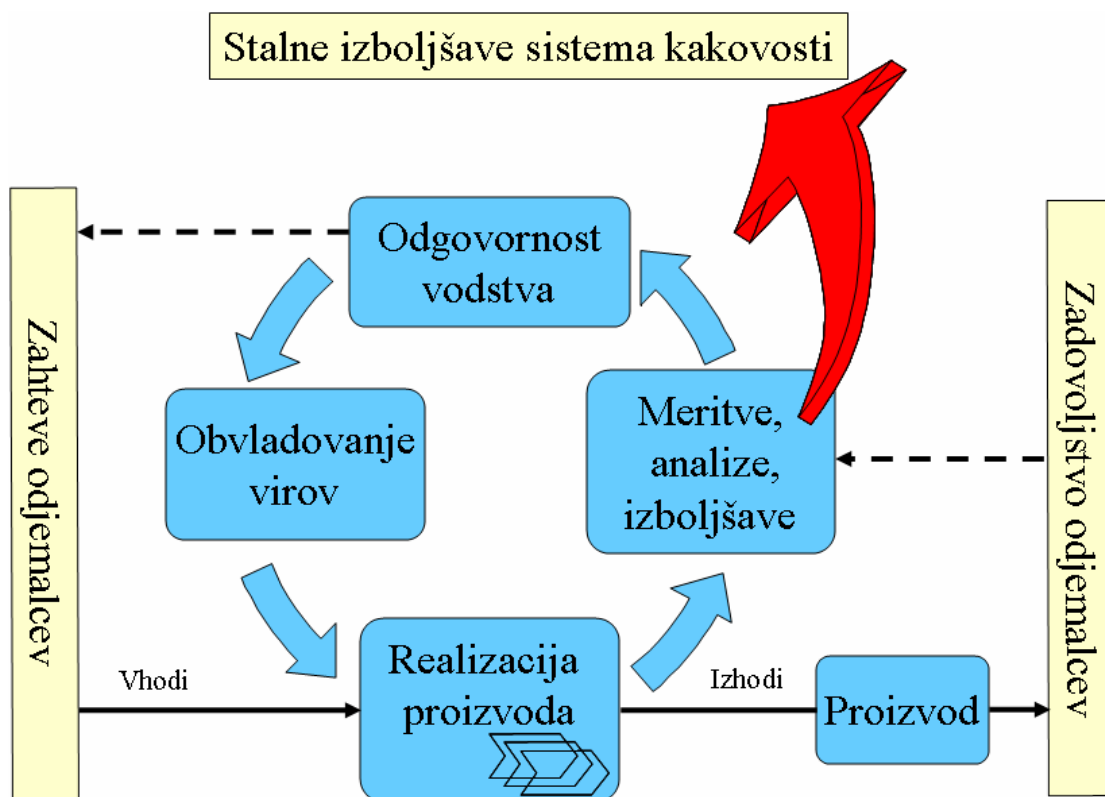 Stalne izboljšave sistema kakovosti
Zahteve odjemalcev
Odgovornost
vodstva
Obvladovanje
virov
Meritve,
analize,
izboljšave
Zadovoljstvo odjemalcev
Vhodi
Realizacija
proizvoda
Izhodi
Proizvod